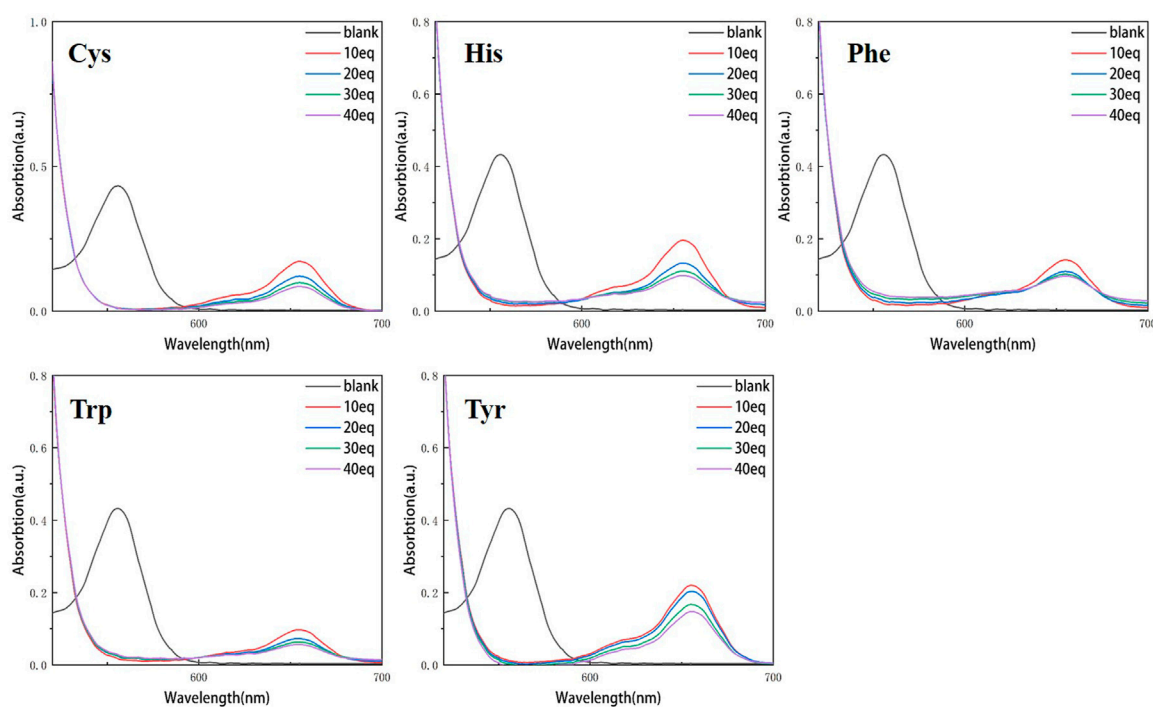 Cys
blank
10eq
20eq
30eq
40eq
1.0
0.5
0.0
600
700
Absorbtion(a.u.)
Wavelength(nm)
His
blank
10eq
20eq
30eq
40eq
0.8
0.6
0.4
0.2
0.0
600
700
Absorbtion(a.u.)
Wavelength(nm)
Phe
blank
10eq
20eq
30eq
40eq
0.8
0.6
0.4
0.2
0.0
600
700
Absorbtion(a.u.)
Wavelength(nm)
Trp
blank
10eq
20eq
30eq
40eq
0.8
0.6
0.4
0.2
0.0
600
700
Absorbtion(a.u.)
Wavelength(nm)
Tyr
blank
10eq
20eq
30eq
40eq
0.8
0.6
0.4
0.2
0.0
600
700
Absorbtion(a.u.)
Wavelength(nm)